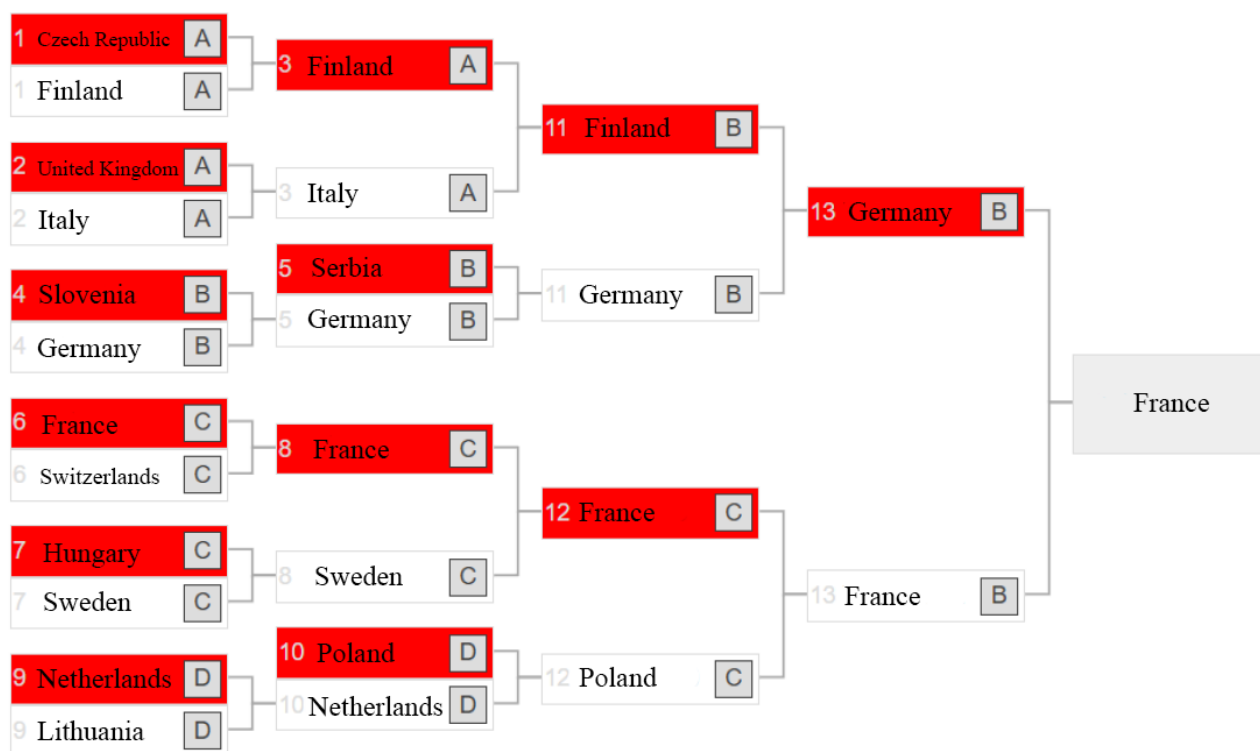 1 Czech Republic A
1 Finland A
2 United Kingdom A
2 Italy A
4 Slovenia B
4 Germany B
6 France C
6 Switzerlands C
7 Hungary C
7 Sweden C
9 Netherlands D
9 Lithuania D
3 Finland A
3 Italy A
5 Serbia B
5 Germany B
8 France C
8 Sweden C
10 Poland D
10 Netherlands D
11 Finland B
11 Germany B
12 France C
12 Poland C
13 Germany B
13 France B
France